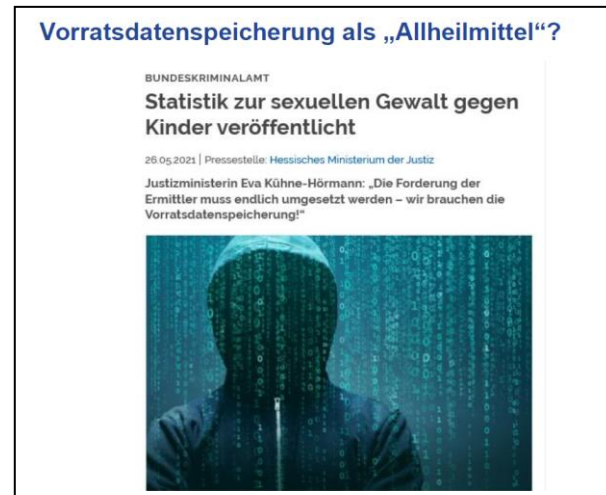 Vorratsdatenspeicherung als „Allheilmittel“?
BUNDESKRIMINALAMT
Statistik zur sexuellen Gewalt gegen
Kinder veröffentlicht
26.05.2021 | Pressestelle: Hessisches Ministerium der Justiz
Justizministerin Eva Kühne-Hörmann: „Die Forderung der
Ermittler muss endlich umgesetzt werden – wir brauchen die
Vorratsdatenspeicherung!“